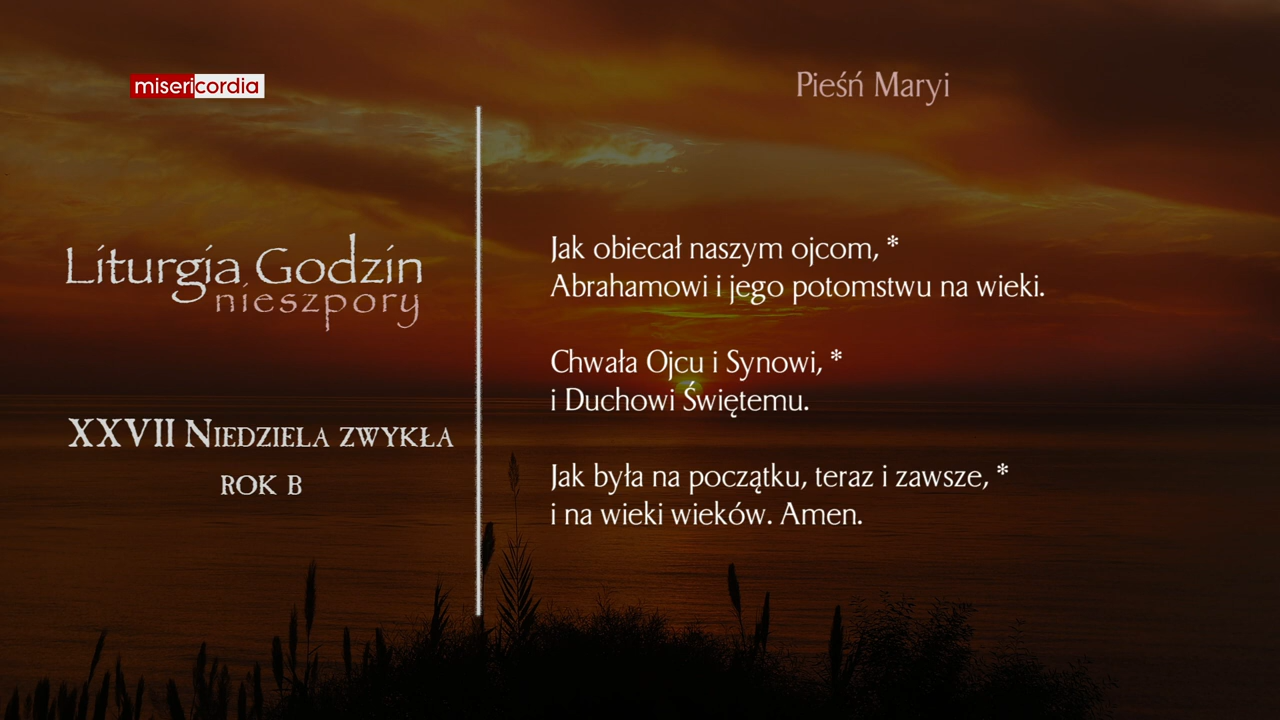 misericordia
Liturgia Godzin
nieszpory
XXVII Niedziela zwykła
rok B
Pieśń Maryi
Jak obiecał naszym ojcom, *
Abrahamowi i jego potomstwu na wieki.
Chwała Ojcu i Synowi, *
i Duchowi Świętemu.
Jak była na początku, teraz i zawsze, *
i na wieki wieków. Amen.